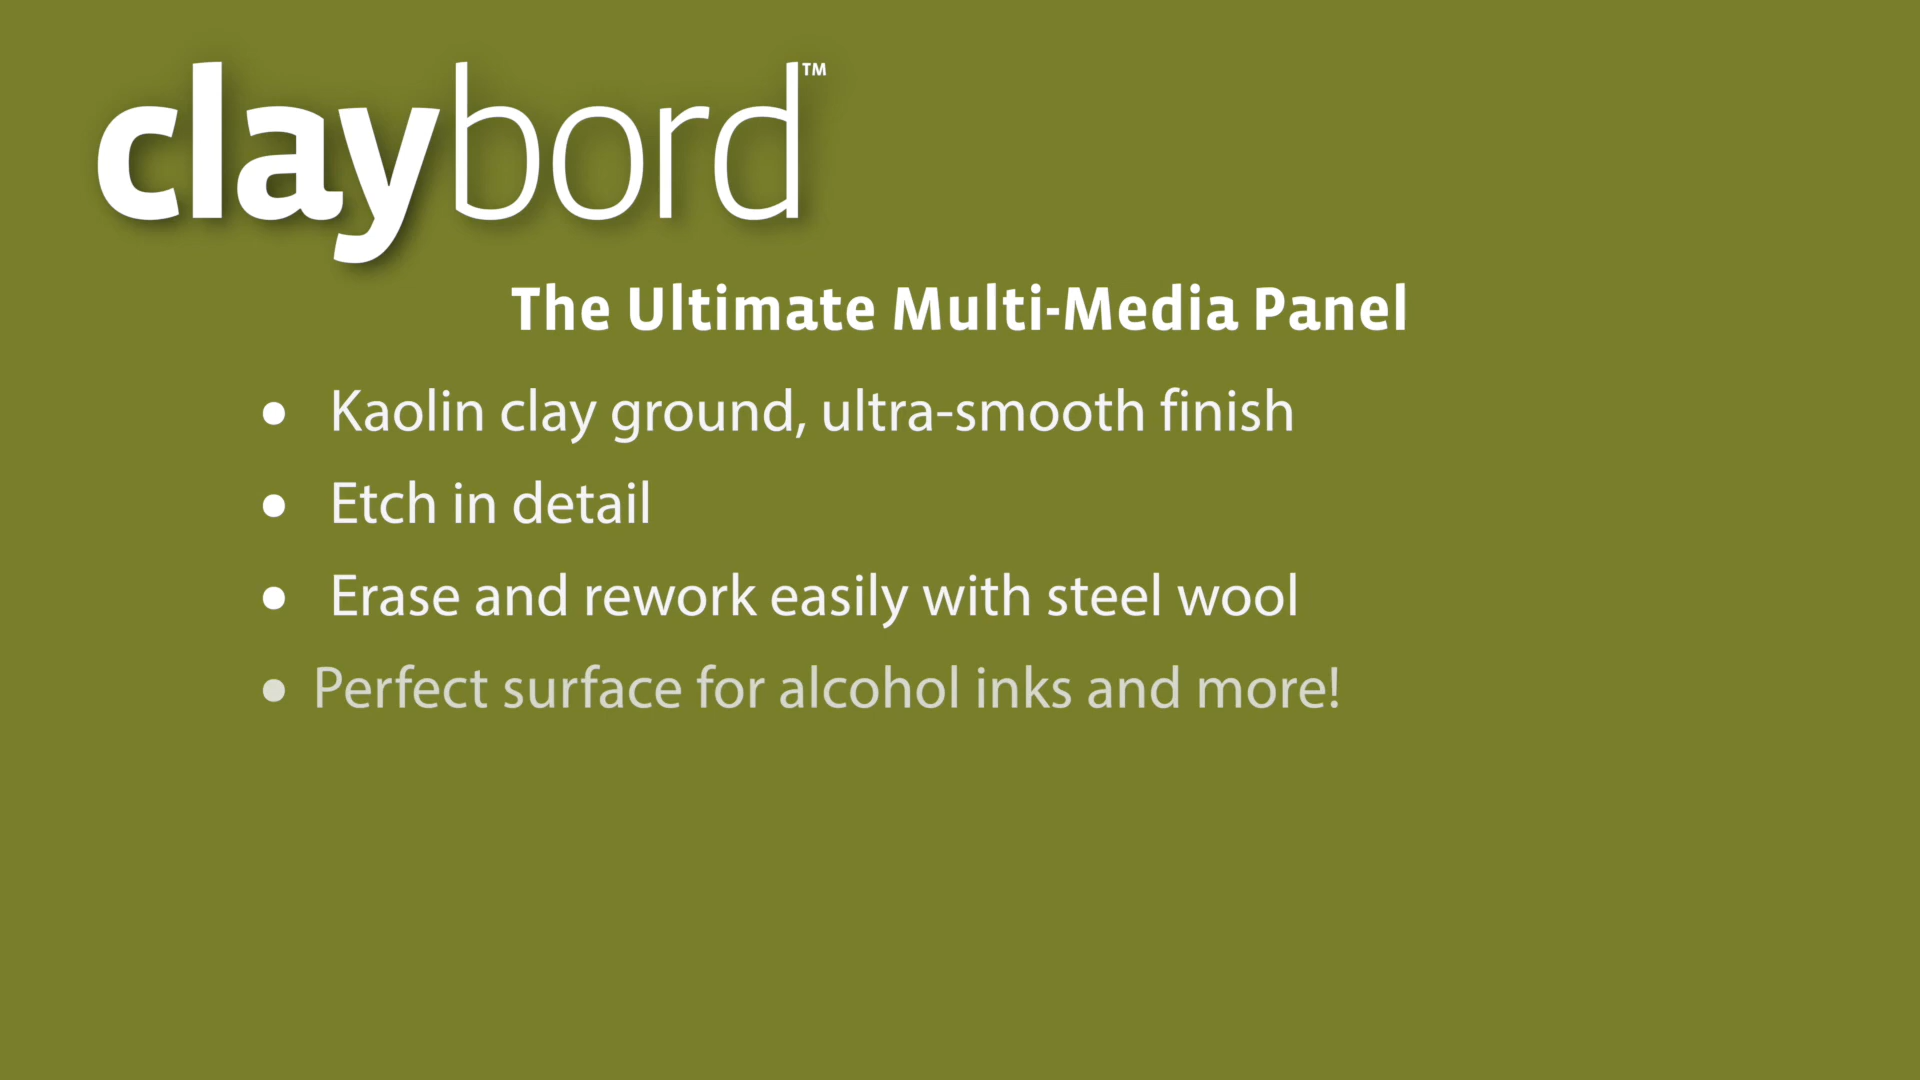 claybord™
The Ultimate Multi-Media Panel
• Kaolin clay ground, ultra-smooth finish
• Etch in detail
• Erase and rework easily with steel wool
• Perfect surface for alcohol inks and more!